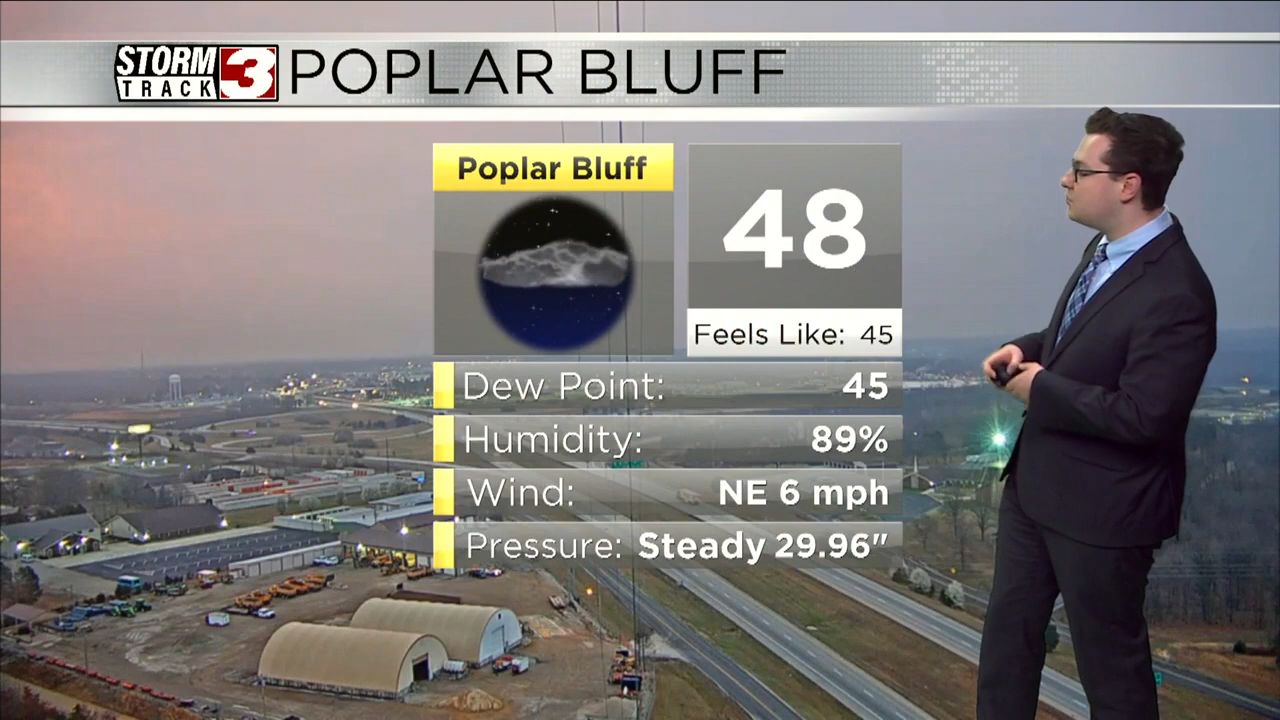 STORM
TRACK 3
POPLAR BLUFF
Poplar Bluff
48
Feels Like: 45
Dew Point: 45
Humidity: 89%
Wind: NE 6 mph
Pressure: Steady 29.96"